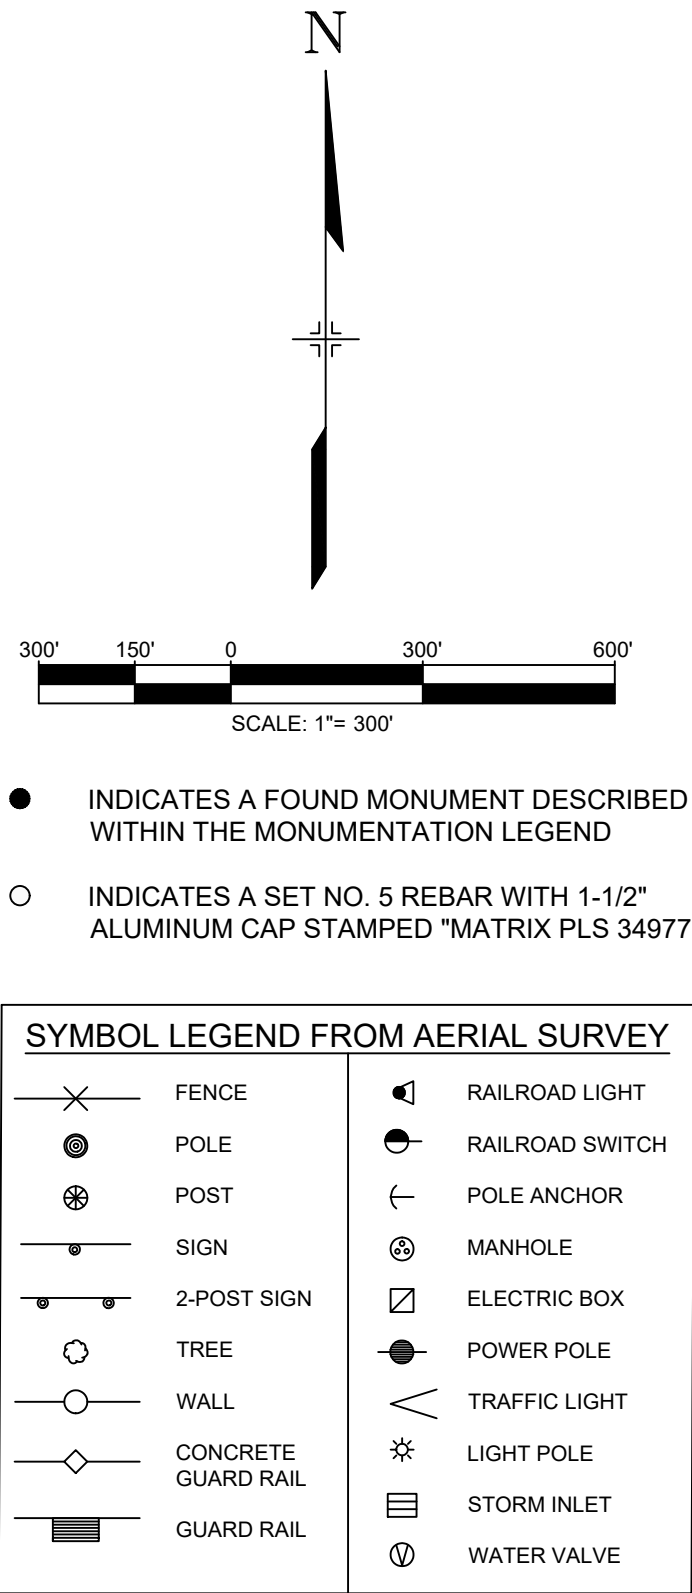 N
300' 150' 0 300' 600'
SCALE: 1"= 300'
INDICATES A FOUND MONUMENT DESCRIBED
WITHIN THE MONUMENTATION LEGEND
INDICATES A SET NO. 5 REBAR WITH 1-1/2"
ALUMINUM CAP STAMPED "MATRIX PLS 34977
SYMBOL LEGEND FROM AERIAL SURVEY
FENCE
POLE
POST
SIGN
2-POST SIGN
TREE
WALL
CONCRETE
GUARD RAIL
GUARD RAIL
RAILROAD LIGHT
RAILROAD SWITCH
POLE ANCHOR
MANHOLE
ELECTRIC BOX
POWER POLE
TRAFFIC LIGHT
LIGHT POLE
STORM INLET
WATER VALVE